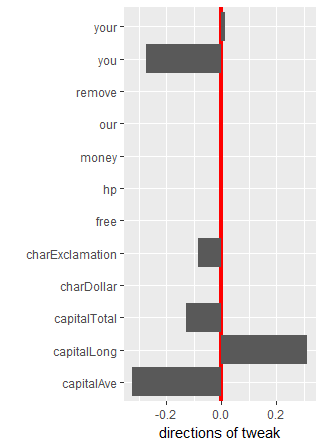 your
you
remove
our
money
hp
free
charExclamation
charDollar
capitalTotal
capitalLong
capitalAve
-0.2 0.0 0.2
directions of tweak